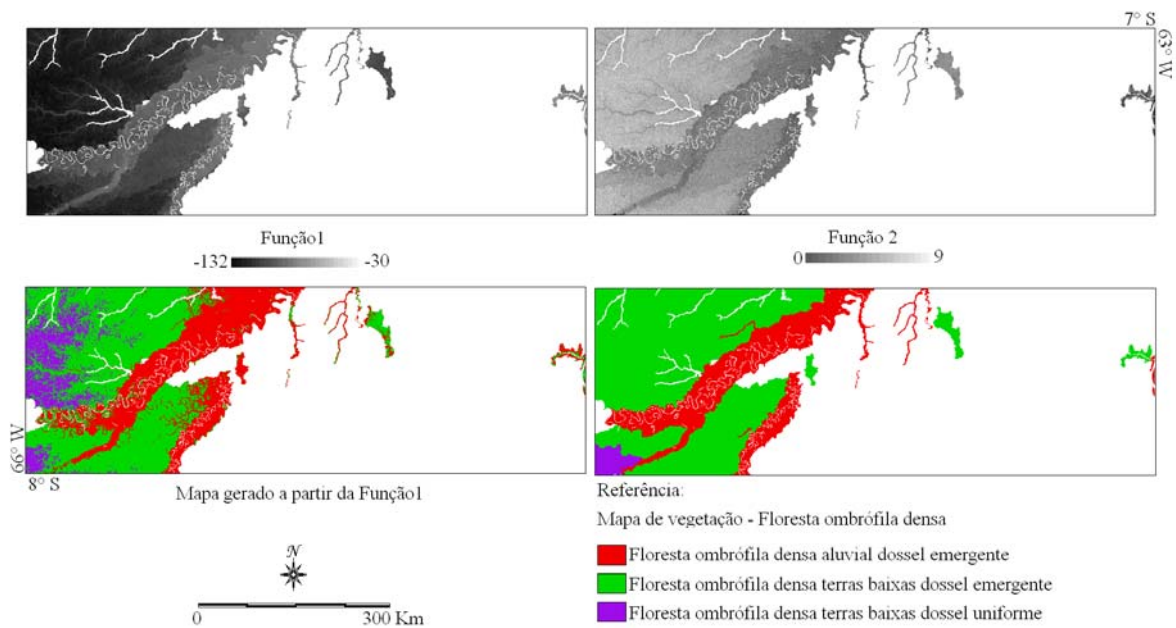 7° S
63° W
Função1
-132 -30
Função 2
0 9
66° W
8° S
Mapa gerado a partir da Função1
Referência:
Mapa de vegetação - Floresta ombrófila densa
Floresta ombrófila densa aluvial dossel emergente
Floresta ombrófila densa terras baixas dossel emergente
Floresta ombrófila densa terras baixas dossel uniforme
N
0 300 Km